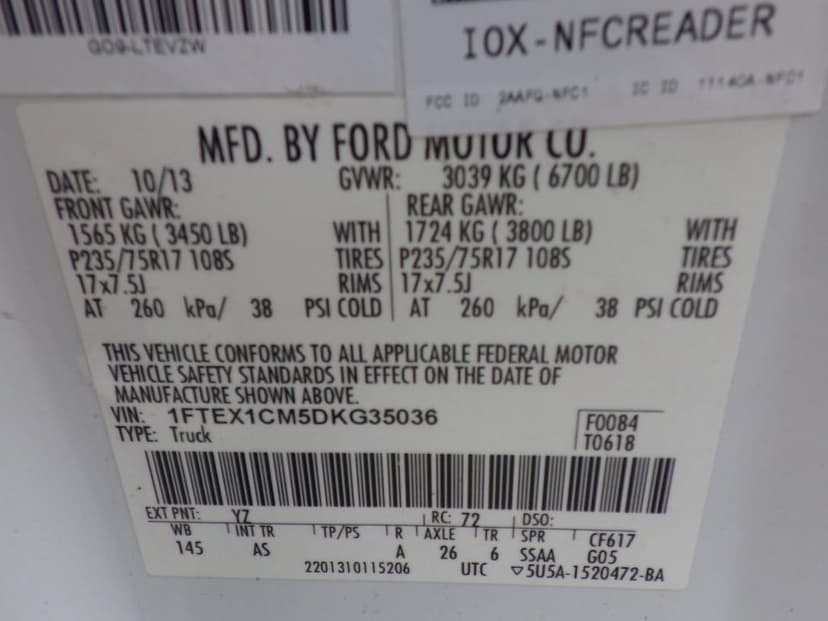 GO9-LTEVZW
IOX-NFCREADER
FCC ID
IC ID
MFD. BY FORD MOTOR CO.
DATE: 10/13 GVWR: 3039 KG ( 6700 LB)
FRONT GAWR: REAR GAWR:
1565 KG ( 3450 LB) WITH 1724 KG ( 3800 LB) WITH
P235/75R17 108S TIRES P235/75R17 108S TIRES
17x7.5J RIMS 17x7.5J RIMS
AT 260 kPa/ 38 PSI COLD AT 260 kPa/ 38 PSI COLD
THIS VEHICLE CONFORMS TO ALL APPLICABLE FEDERAL MOTOR
VEHICLE SAFETY STANDARDS IN EFFECT ON THE DATE OF
MANUFACTURE SHOWN ABOVE.
VIN: 1FTEX1CM5DKG35036 F0084
TYPE: Truck T0618
EXT PNT: YZ RC: 72 DSO:
WB INT TR TP/PS R AXLE TR SPR CF617
145 AS A 26 6 SSAA G05
2201310115206 UTC ▽5U5A-1520472-BA